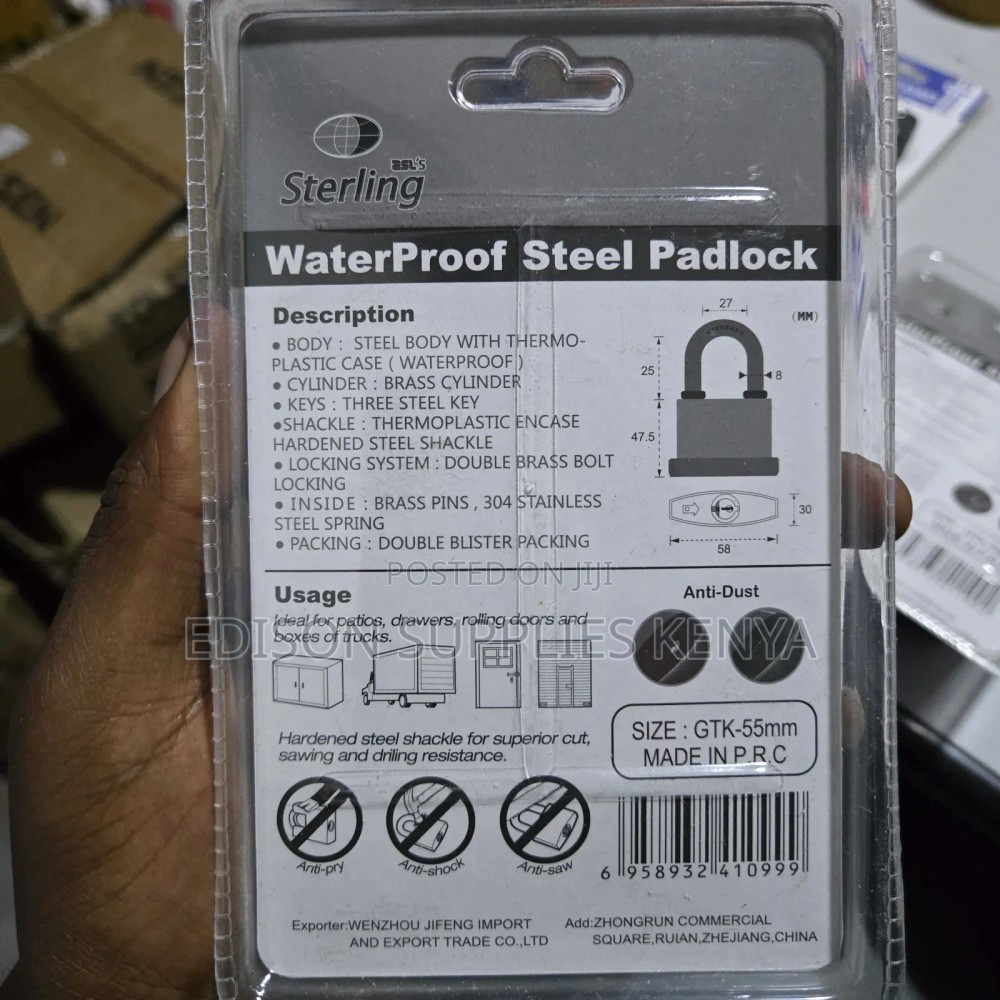 ASL'S
Sterling
WaterProof Steel Padlock
Description
● BODY : STEEL BODY WITH THERMO-
PLASTIC CASE ( WATERPROOF )
● CYLINDER : BRASS CYLINDER
● KEYS : THREE STEEL KEY
●SHACKLE : THERMOPLASTIC ENCASE
HARDENED STEEL SHACKLE
● LOCKING SYSTEM : DOUBLE BRASS BOLT
LOCKING
● INSIDE : BRASS PINS , 304 STAINLESS
STEEL SPRING
● PACKING : DOUBLE BLISTER PACKING
27
(MM)
25
8
47.5
30
58
POSTED ON JIJI
EDISON SUPPLIES KENYA
Usage
Ideal for patios, drawers, rolling doors and
boxes of trucks.
Anti-Dust
Hardened steel shackle for superior cut,
sawing and driling resistance.
SIZE : GTK-55mm
MADE IN P.R.C
Anti-pry
Anti-shock
Anti-saw
6 958932 410999
Exporter:WENZHOU JIFENG IMPORT
AND EXPORT TRADE CO.,LTD
Add:ZHONGRUN COMMERCIAL
SQUARE,RUIAN,ZHEJIANG,CHINA